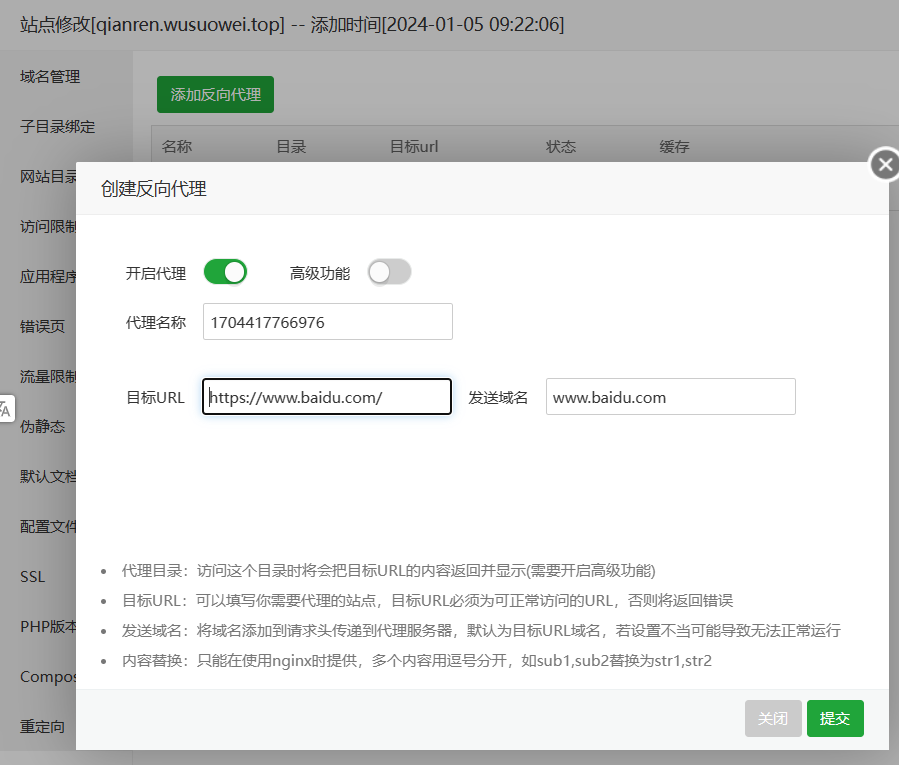 站点修改[qianren.wusuowei.top] -- 添加时间[2024-01-05 09:22:06]
域名管理
添加反向代理
子目录绑定
名称 目录 目标url 状态 缓存
网站目录
创建反向代理
访问限制
开启代理 高级功能
应用程序
代理名称 1704417766976
错误页
流量限制
目标URL https://www.baidu.com/ 发送域名 www.baidu.com
伪静态
默认文档
配置文件
代理目录：访问这个目录时将会把目标URL的内容返回并显示(需要开启高级功能)
SSL
目标URL：可以填写你需要代理的站点，目标URL必须为可正常访问的URL，否则将返回错误
发送域名：将域名添加到请求头传递到代理服务器，默认为目标URL域名，若设置不当可能导致无法正常运行
PHP版本
内容替换：只能在使用nginx时提供，多个内容用逗号分开，如sub1,sub2替换为str1,str2
Compos
重定向
关闭 提交